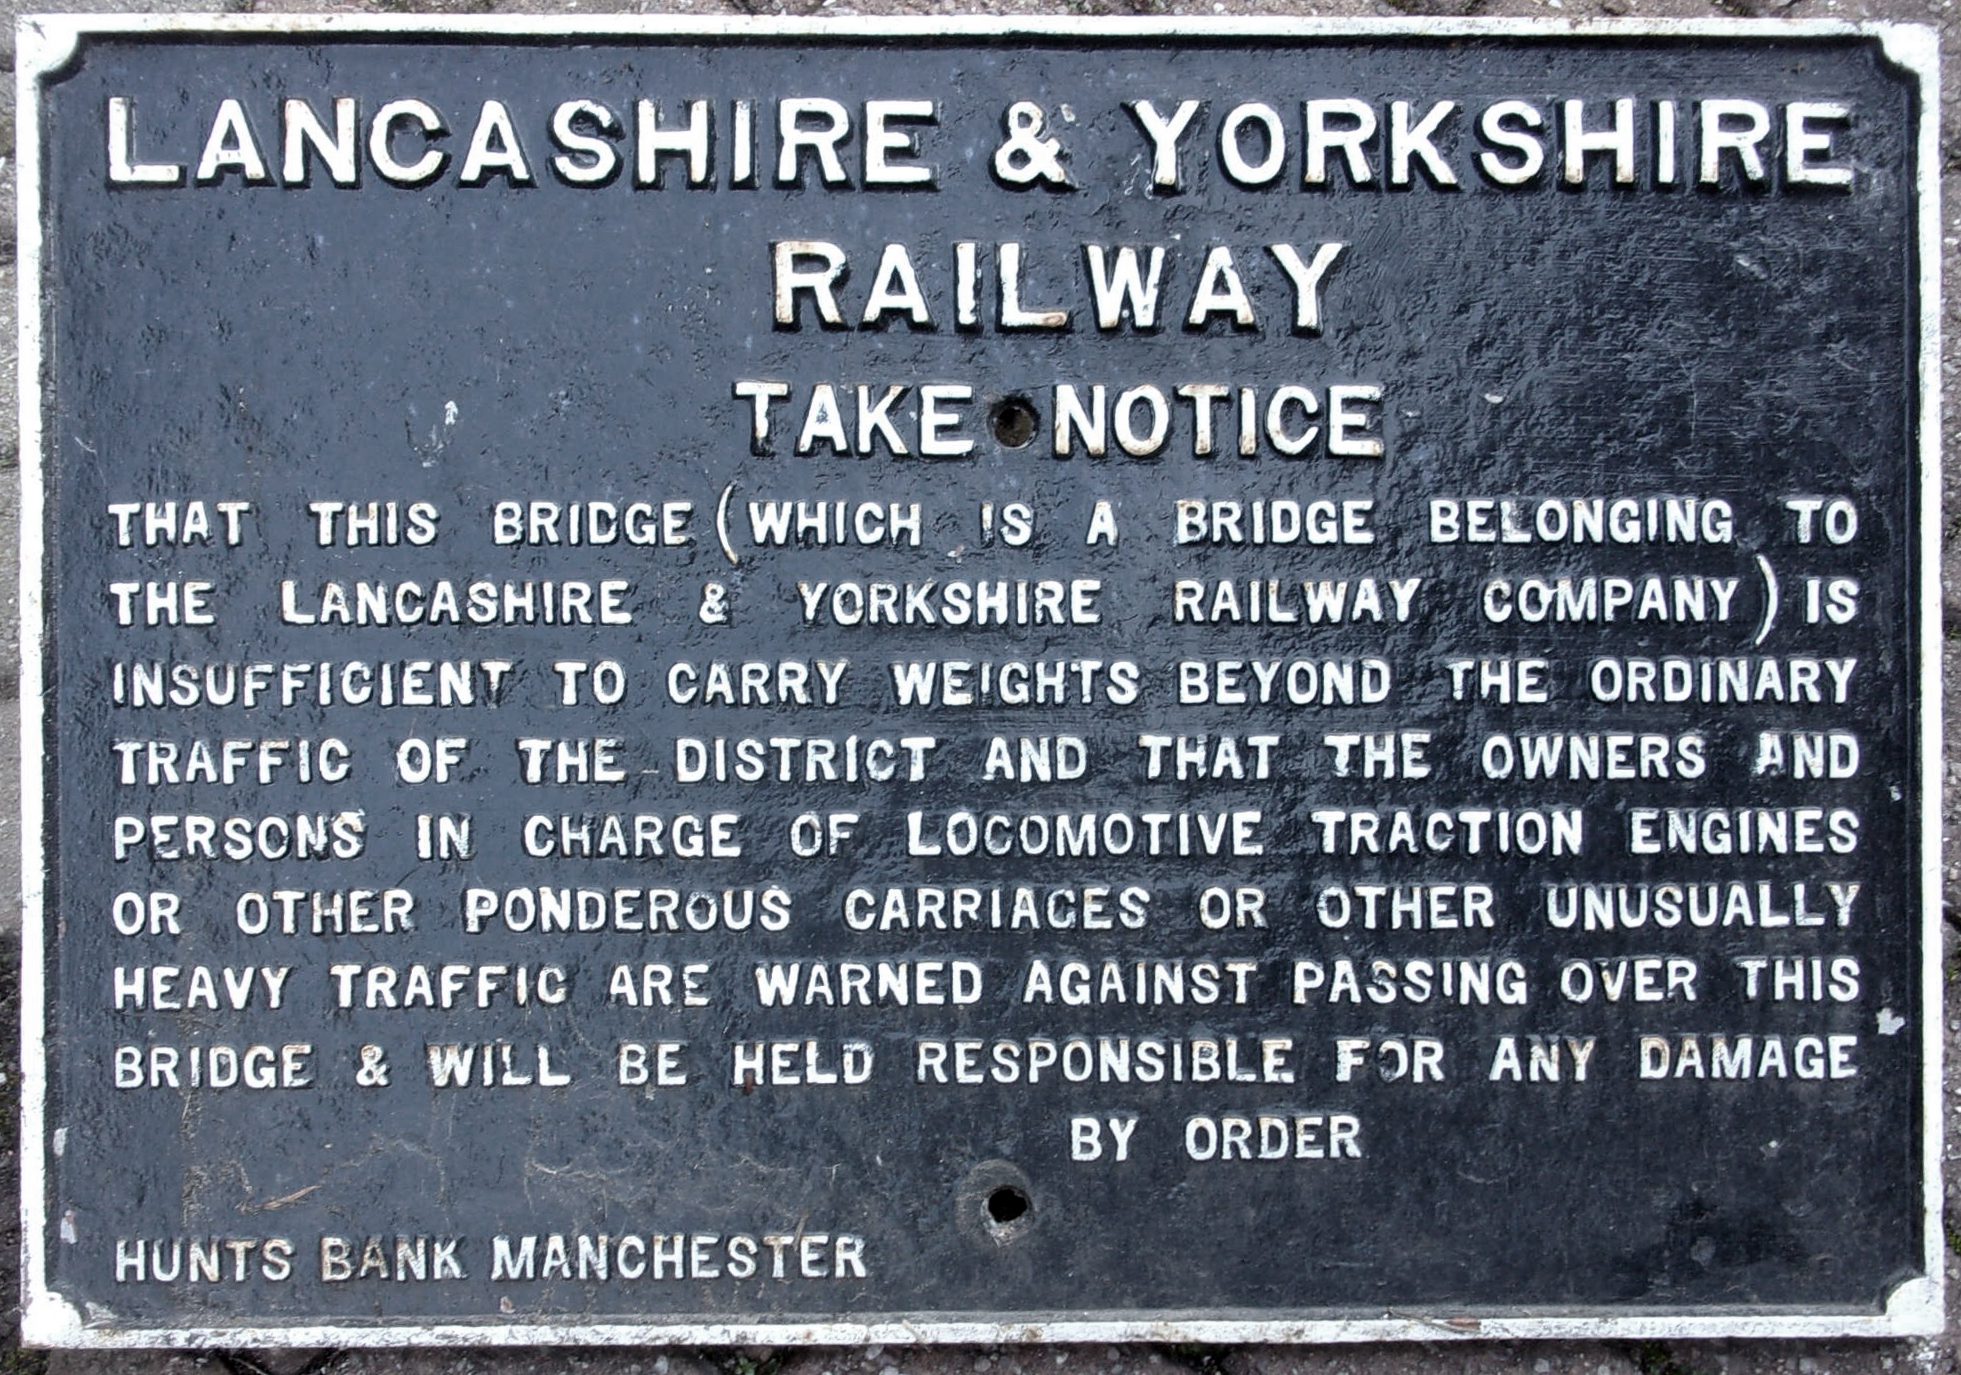 LANCASHIRE & YORKSHIRE
RAILWAY
TAKE NOTICE
THAT THIS BRIDGE (WHICH IS A BRIDGE BELONGING TO
THE LANCASHIRE & YORKSHIRE RAILWAY COMPANY) IS
INSUFFICIENT TO CARRY WEIGHTS BEYOND THE ORDINARY
TRAFFIC OF THE DISTRICT AND THAT THE OWNERS AND
PERSONS IN CHARGE OF LOCOMOTIVE TRACTION ENGINES
OR OTHER PONDEROUS CARRIAGES OR OTHER UNUSUALLY
HEAVY TRAFFIC ARE WARNED AGAINST PASSING OVER THIS
BRIDGE & WILL BE HELD RESPONSIBLE FOR ANY DAMAGE
BY ORDER
HUNTS BANK MANCHESTER